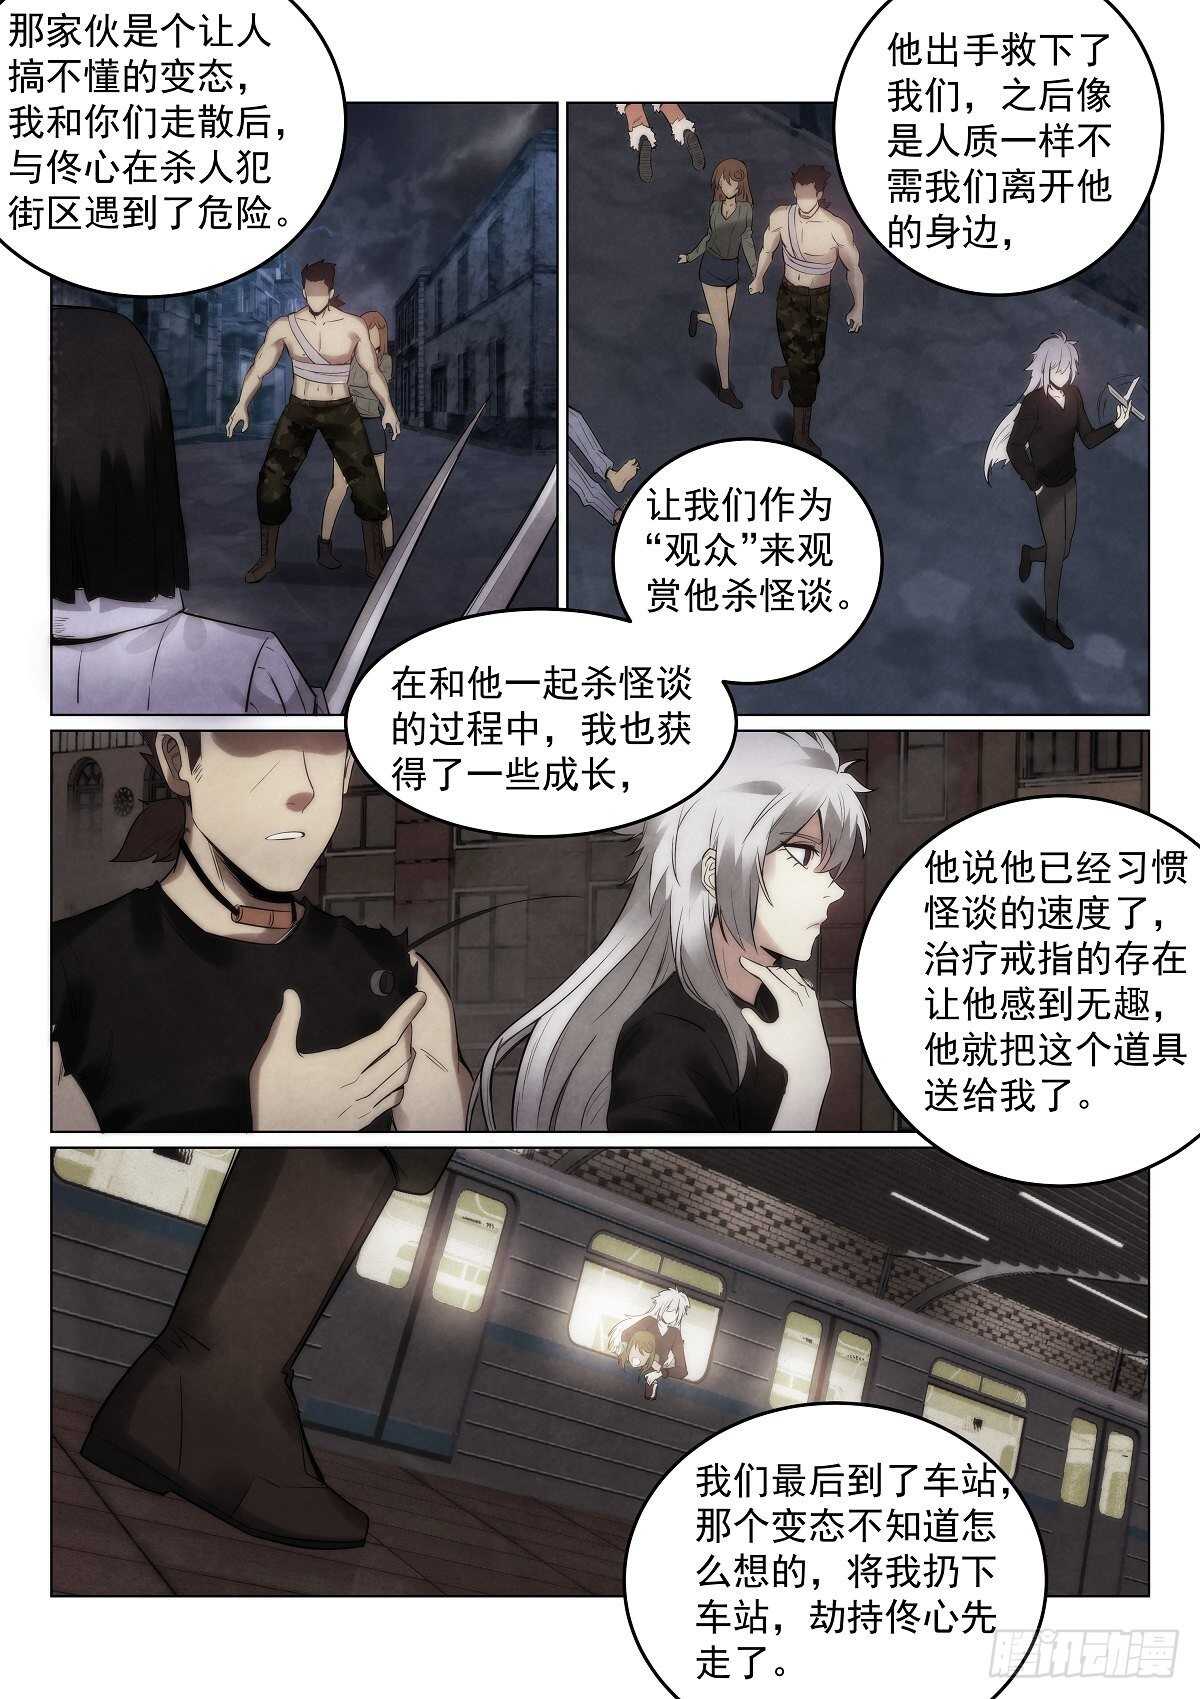 那家伙是个让人
搞不懂的变态，
我和你们走散后，
与佟心在杀人犯
街区遇到了危险。
他出手救下了
我们，之后像
是人质一样不
需我们离开他
的身边，
让我们作为
“观众”来观
赏他杀怪谈。
在和他一起杀怪谈
的过程中，我也获
得了一些成长，
他说他已经习惯
怪谈的速度了，
治疗戒指的存在
让他感到无趣，
他就把这个道具
送给我了。
我们最后到了车站，
那个变态不知道怎
么想的，将我扔下
车站，劫持佟心先
走了。
腾讯动漫